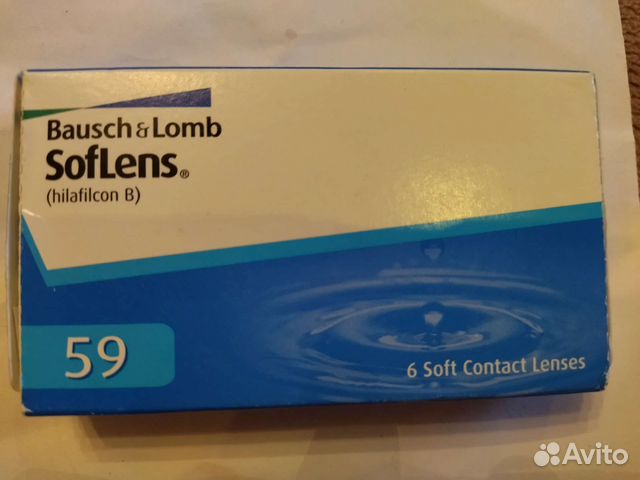 Bausch & Lomb
SofLens®
(hilafilcon B)
59
6 Soft Contact Lenses
Avito